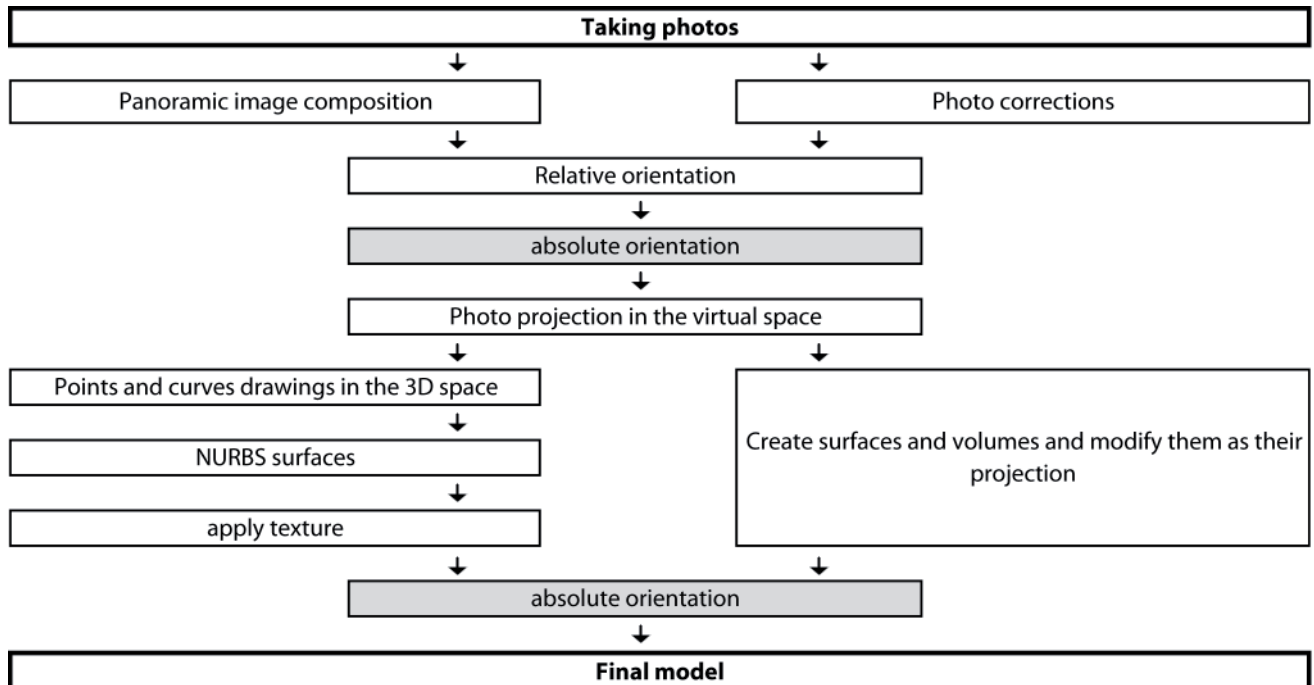 Taking photos
Panoramic image composition
Photo corrections
Relative orientation
absolute orientation
Photo projection in the virtual space
Points and curves drawings in the 3D space
NURBS surfaces
apply texture
Create surfaces and volumes and modify them as their
projection
absolute orientation
Final model